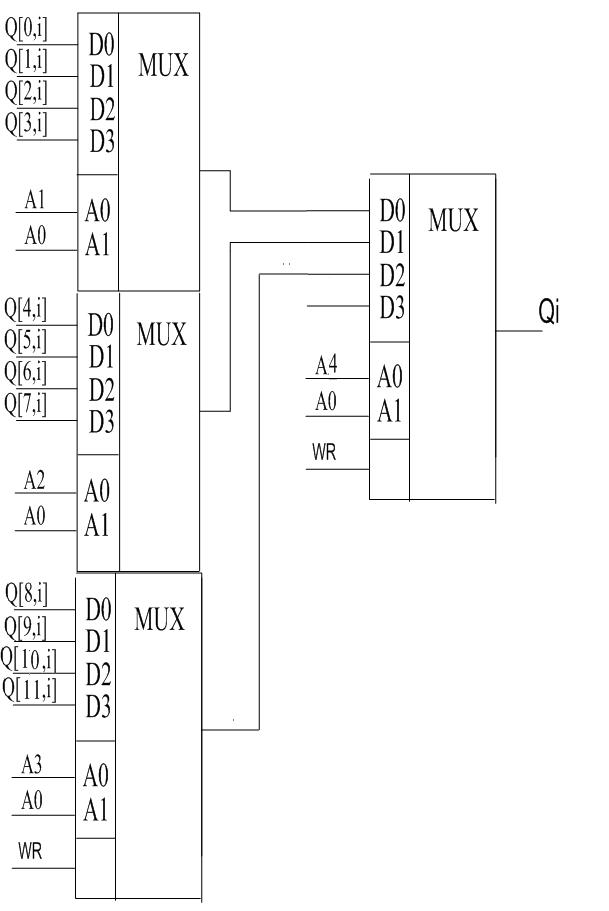 Q[0,i]
D0
MUX
Q[1,i]
D1
Q[2,i]
D2
Q[3,i]
D3
A1
A0
A0
A1
Q[4,i]
D0
MUX
Q[5,i]
D1
Q[6,i]
D2
Q[7,i]
D3
A2
A0
A0
A1
Q[8,i]
D0
MUX
Q[9,i]
D1
Q[10,i]
D2
Q[11,i]
D3
A3
A0
A0
A1
WR
D0
MUX
D1
D2
D3
Qi
A4
A0
A0
A1
WR